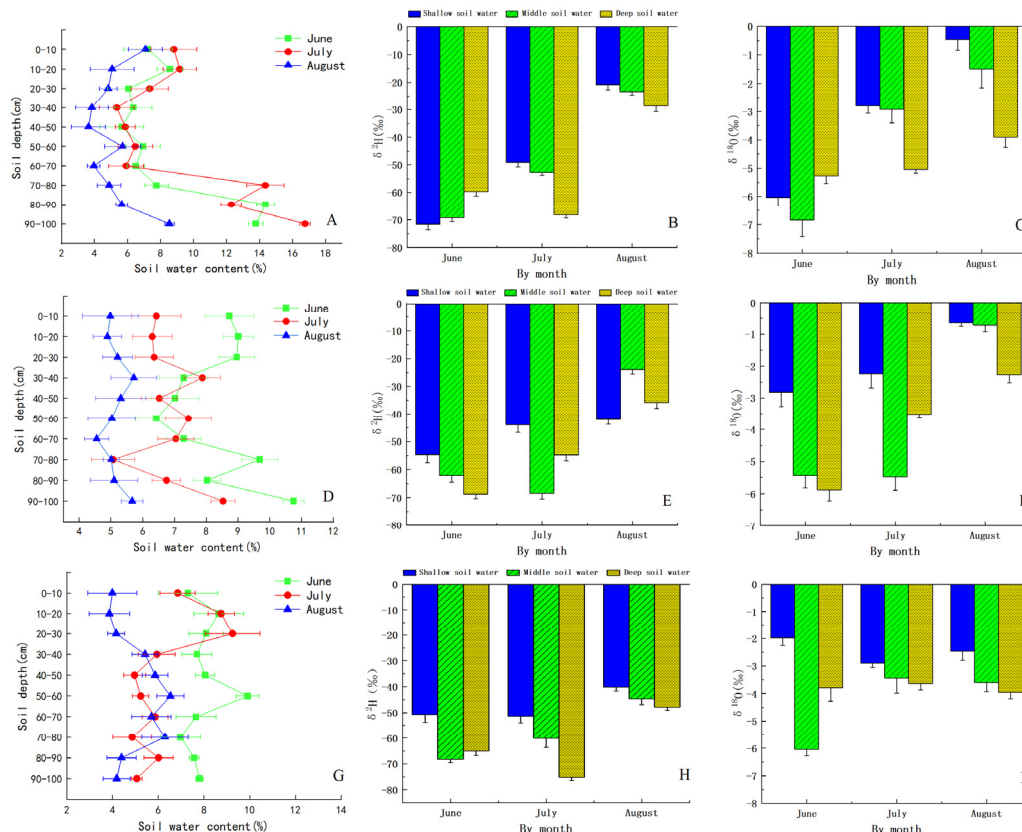 June
July
August
0-10
10-20
20-30
30-40
40-50
50-60
60-70
70-80
80-90
90-100
Soil depth(cm)
A
2 4 6 8 10 12 14 16 18
Soil water content(%)
Shallow soil water Middle soil water Deep soil water
0
-10
-20
-30
-40
-50
-60
-70
-80
δ ²H(‰)
B
June July August
By month
0
-1
-2
-3
-4
-5
-6
-7
-8
δ ¹⁸O(‰)
June July August
By month
June
July
August
0-10
10-20
20-30
30-40
40-50
50-60
60-70
70-80
80-90
90-100
Soil depth(cm)
D
4 5 6 7 8 9 10 11 12
Soil water content(%)
Shallow soil water Middle soil water Deep soil water
0
-10
-20
-30
-40
-50
-60
-70
-80
δ ²H(‰)
E
June July August
By month
0
-1
-2
-3
-4
-5
-6
-7
δ ¹⁸O(‰)
June July August
By month
June
July
August
0-10
10-20
20-30
30-40
40-50
50-60
60-70
70-80
80-90
90-100
Soil depth(cm)
G
2 4 6 8 10 12 14
Soil water content(%)
Shallow soil water Middle soil water Deep soil water
0
-10
-20
-30
-40
-50
-60
-70
-80
δ ²H (‰)
H
June July August
By month
0
-1
-2
-3
-4
-5
-6
-7
-8
δ ¹⁸O(‰)
June July August
By month